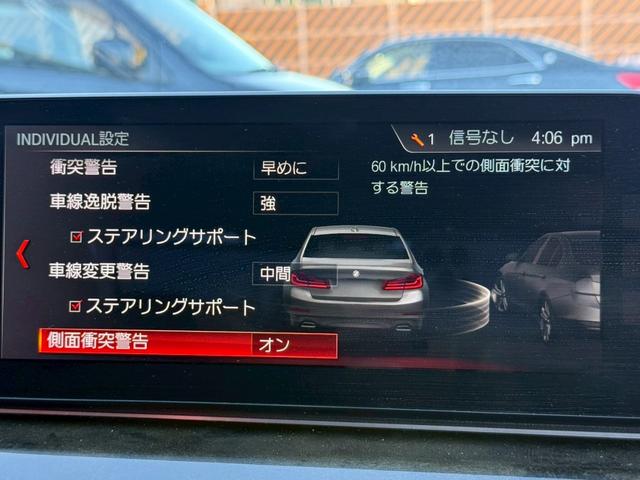 INDIVIDUAL設定
1 信号なし 4:06 pm
衝突警告 早めに
60 km/h以上での側面衝突に対
する警告
車線逸脱警告 強
ステアリングサポート
車線変更警告 中間
ステアリングサポート
側面衝突警告 オン